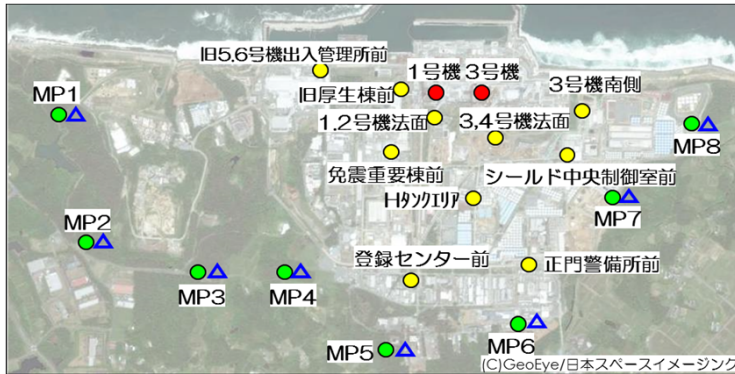 旧5.6号機出入管理所前
1号機 3号機
MP1
旧厚生棟前
3号機南側
1.2号機法面
3,4号機法面
MP8
免震重要棟前
シールド中央制御室前
Hタンクエリア
MP7
MP2
登録センター前
正門警備所前
MP3
MP4
MP5
MP6
(C)GeoEye/日本スペースイメージング